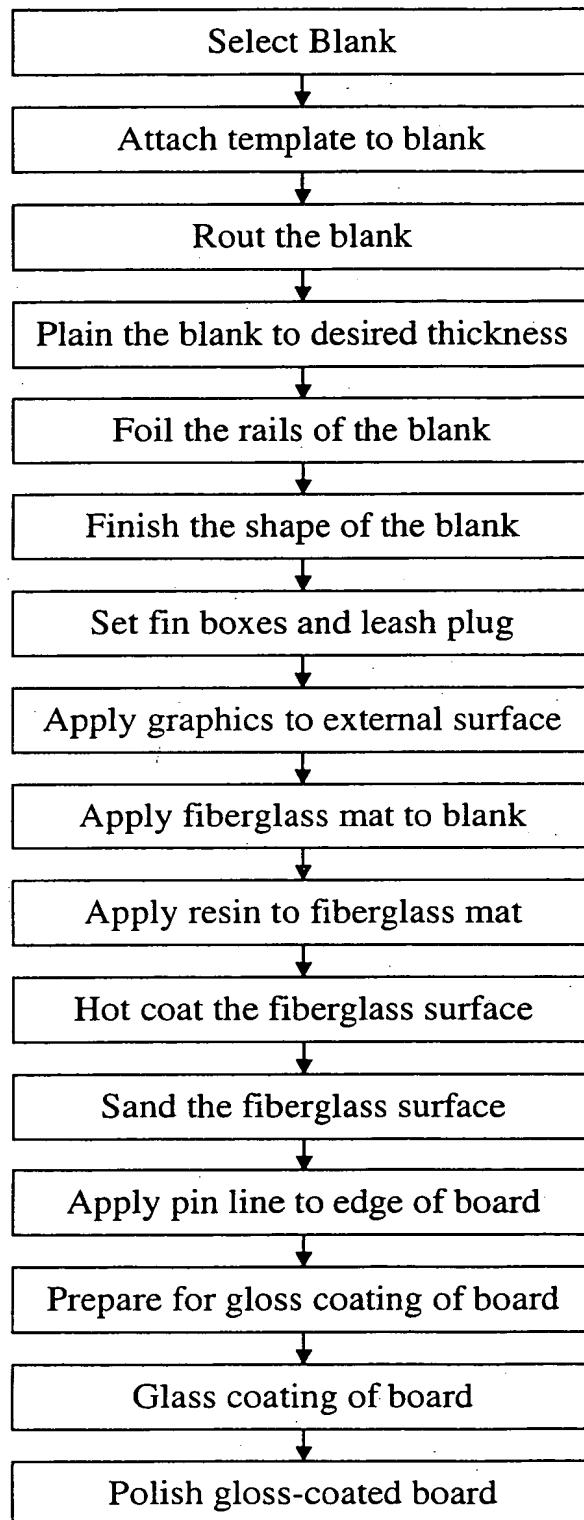 Select Blank
Attach template to blank
Rout the blank
Plain the blank to desired thickness
Foil the rails of the blank
Finish the shape of the blank
Set fin boxes and leash plug
Apply graphics to external surface
Apply fiberglass mat to blank
Apply resin to fiberglass mat
Hot coat the fiberglass surface
Sand the fiberglass surface
Apply pin line to edge of board
Prepare for gloss coating of board
Glass coating of board
Polish gloss-coated board